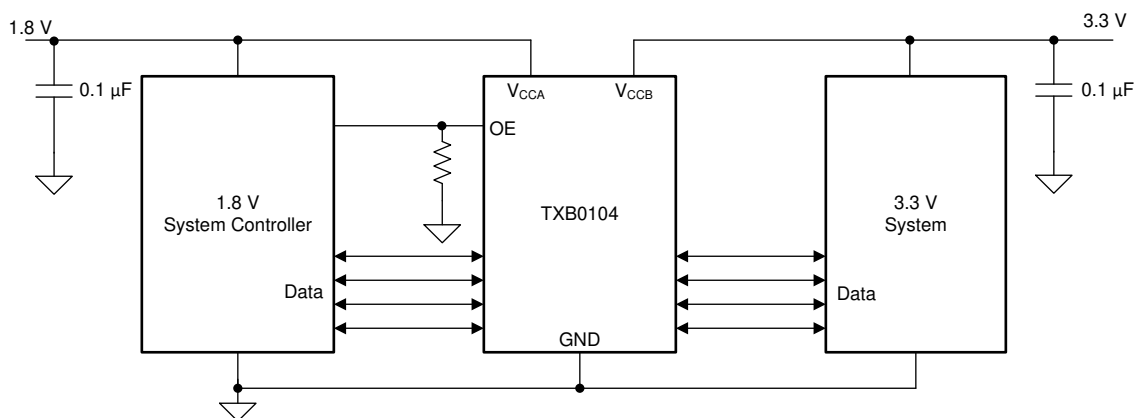 1.8 V
3.3 V
0.1 µF
VCCA
VCCB
0.1 µF
OE
1.8 V
System Controller
TXB0104
3.3 V
System
Data
Data
GND